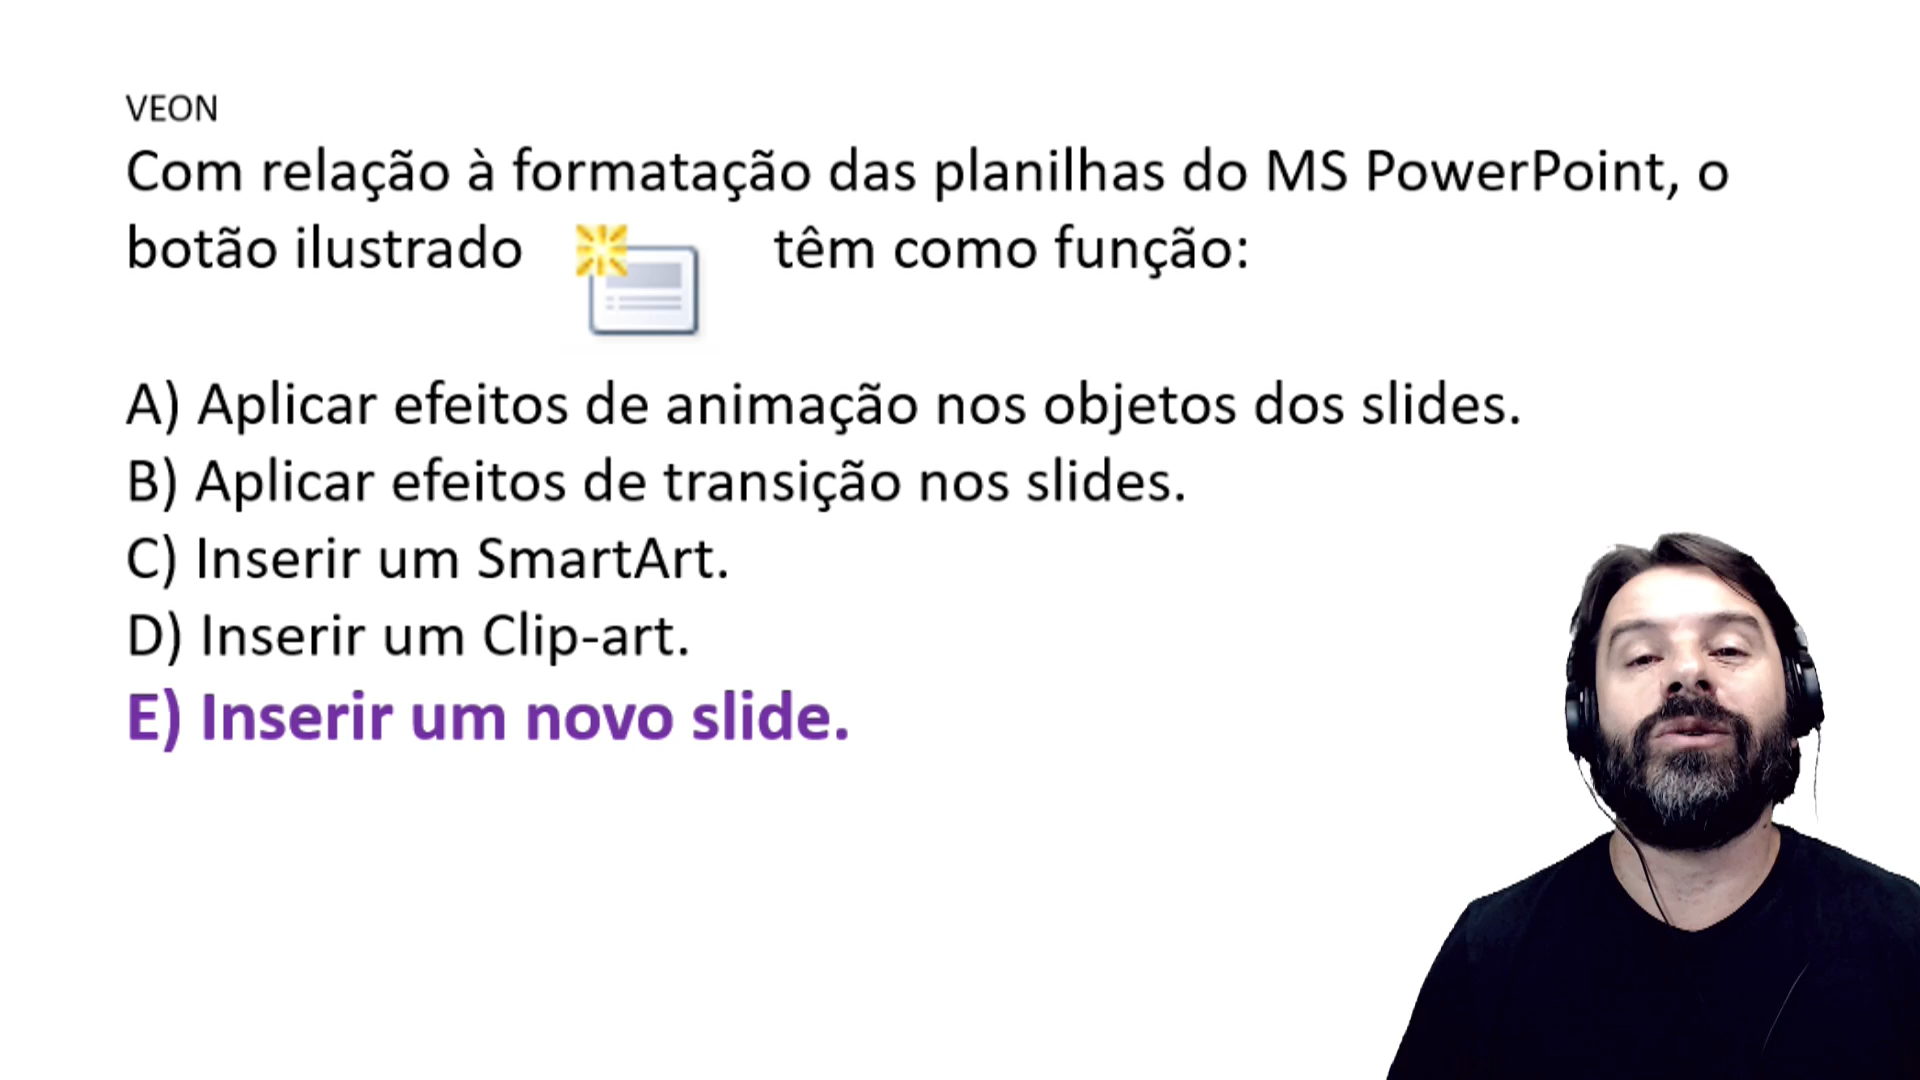 VEON
Com relação à formatação das planilhas do MS PowerPoint, o
botão ilustrado têm como função:
A) Aplicar efeitos de animação nos objetos dos slides.
B) Aplicar efeitos de transição nos slides.
C) Inserir um SmartArt.
D) Inserir um Clip-art.
E) Inserir um novo slide.